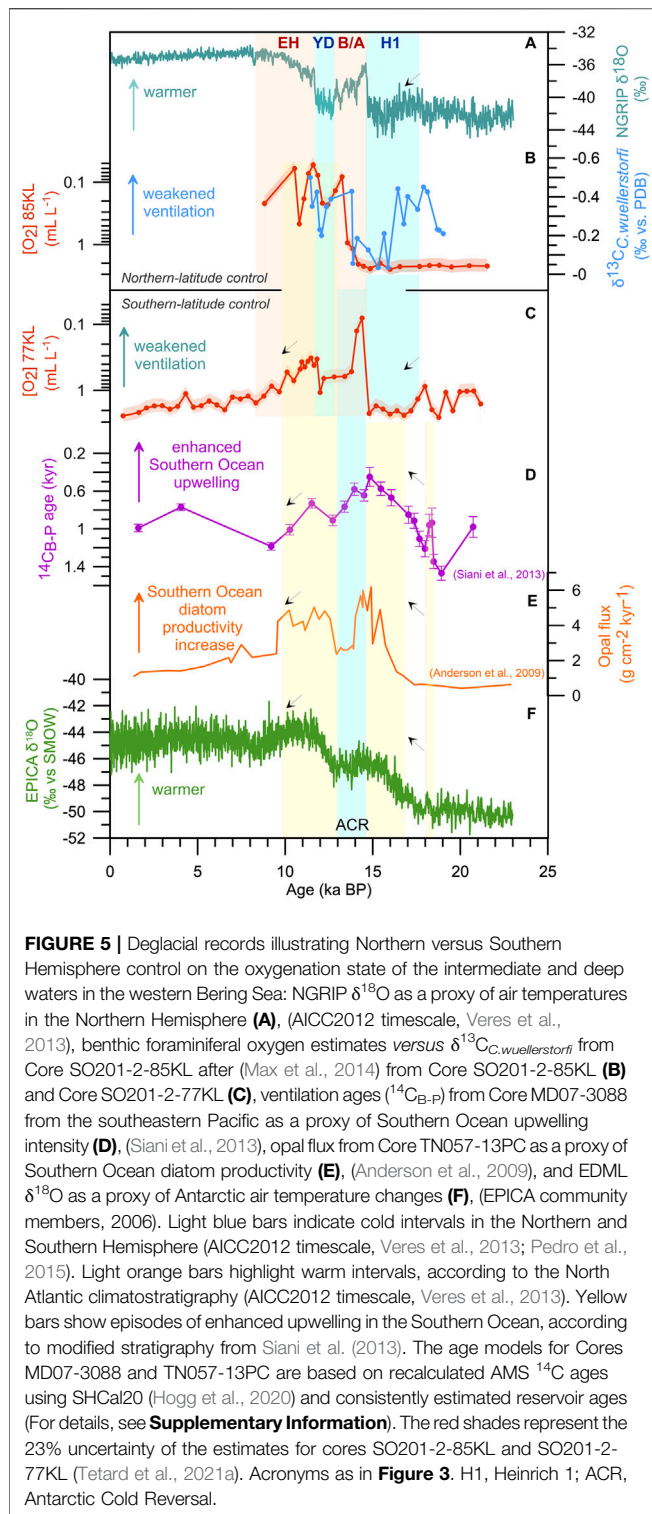 EH YD B/A H1
A
-32
-36
-40
-44
NGRIP δ18O
(‰)
warmer
B
-0.6
-0.4
-0.2
-0
δ13CC.wuellerstorfi
(‰ vs. PDB)
0.1
1
[O2] 85KL
(mL L-1)
weakened
ventilation
Northern-latitude control
Southern-latitude control
C
0.1
1
[O2] 77KL
(mL L-1)
weakened
ventilation
D
0.2
0.6
1
1.4
14CB-P age (kyr)
enhanced
Southern Ocean
upwelling
(Siani et al., 2013)
E
6
4
2
0
Opal flux
(g cm-2 kyr-1)
Southern Ocean
diatom
productivity
increase
(Anderson et al., 2009)
F
-40
-42
-44
-46
-48
-50
-52
EPICA δ18O
(‰ vs SMOW)
warmer
ACR
0 5 10 15 20 25
Age (ka BP)
FIGURE 5 | Deglacial records illustrating Northern versus Southern
Hemisphere control on the oxygenation state of the intermediate and deep
waters in the western Bering Sea: NGRIP δ18O as a proxy of air temperatures
in the Northern Hemisphere (A), (AICC2012 timescale, Veres et al.,
2013), benthic foraminiferal oxygen estimates versus δ13CC.wuellerstorfi from
Core SO201-2-85KL after (Max et al., 2014) from Core SO201-2-85KL (B)
and Core SO201-2-77KL (C), ventilation ages (14CB-P) from Core MD07-3088
from the southeastern Pacific as a proxy of Southern Ocean upwelling
intensity (D), (Siani et al., 2013), opal flux from Core TN057-13PC as a proxy of
Southern Ocean diatom productivity (E), (Anderson et al., 2009), and EDML
δ18O as a proxy of Antarctic air temperature changes (F), (EPICA community
members, 2006). Light blue bars indicate cold intervals in the Northern and
Southern Hemisphere (AICC2012 timescale, Veres et al., 2013; Pedro et al.,
2015). Light orange bars highlight warm intervals, according to the North
Atlantic climatostratigraphy (AICC2012 timescale, Veres et al., 2013). Yellow
bars show episodes of enhanced upwelling in the Southern Ocean, according
to modified stratigraphy from Siani et al. (2013). The age models for Cores
MD07-3088 and TN057-13PC are based on recalculated AMS 14C ages
using SHCal20 (Hogg et al., 2020) and consistently estimated reservoir ages
(For details, see Supplementary Information). The red shades represent the
23% uncertainty of the estimates for cores SO201-2-85KL and SO201-2-
77KL (Tetard et al., 2021a). Acronyms as in Figure 3. H1, Heinrich 1; ACR,
Antarctic Cold Reversal.